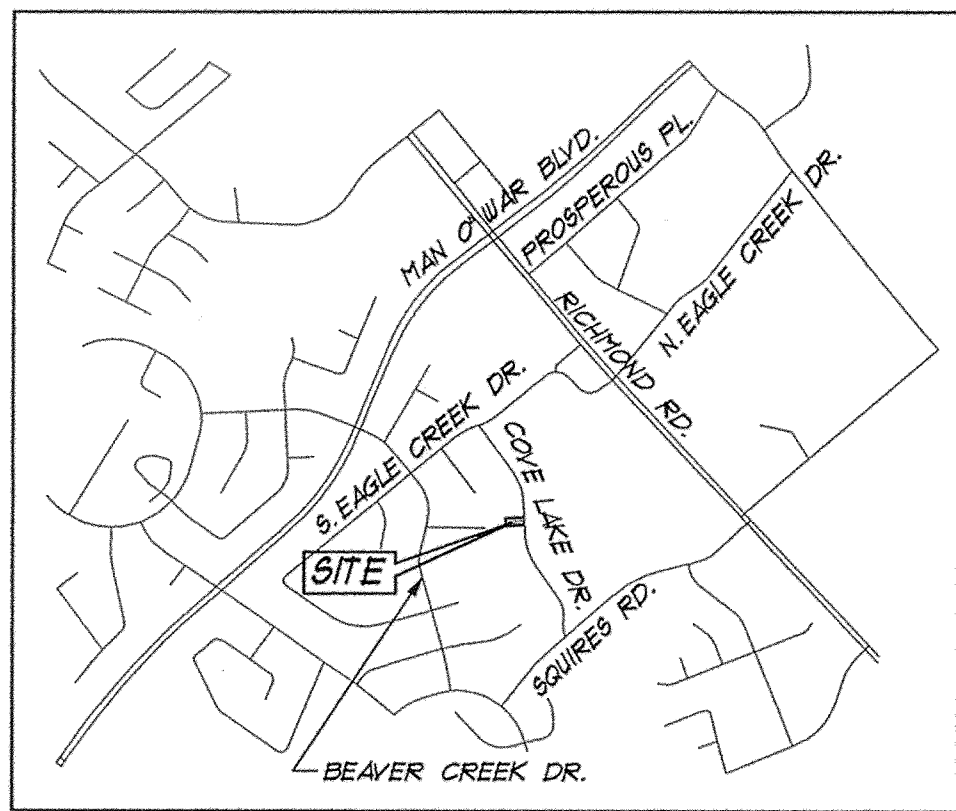 MAN O' WAR BLVD.
PROSPEROUS PL.
N. EAGLE CREEK DR.
RICHMOND RD.
S. EAGLE CREEK DR.
COVE LAKE DR.
SITE
SQUIRES RD.
BEAVER CREEK DR.